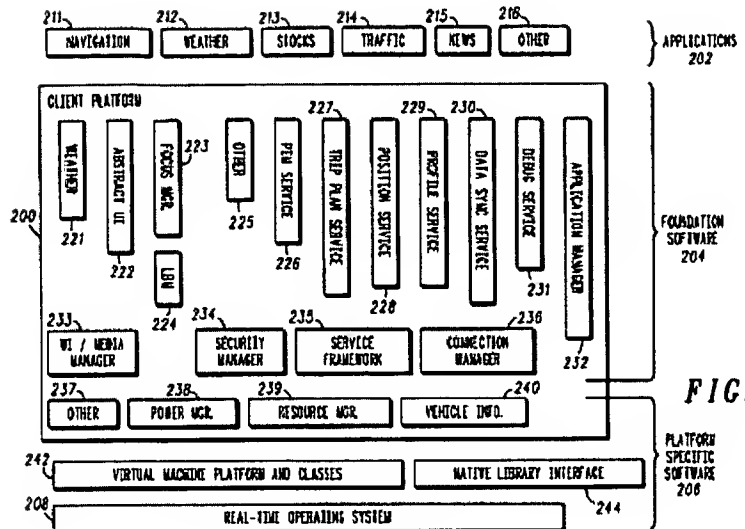 211 212 213 214 215 216
NAVIGATION WEATHER STOCKS TRAFFIC NEWS OTHER
APPLICATIONS
202
CLIENT PLATFORM
200
WEATHER
221
ABSTRACT UI
222
FOCUS MGR.
223
LBM
224
OTHER
225
PIM SERVICE
226
227
TRIP PLAN SERVICE
POSITION SERVICE
228
229
PROFILE SERVICE
230
DATA SYNC SERVICE
DEBUG SERVICE
231
APPLICATION MANAGER
232
FOUNDATION
SOFTWARE
204
233 234 235 236
UI / MEDIA
MANAGER
SECURITY
MANAGER
SERVICE
FRAMEWORK
CONNECTION
MANAGER
237 238 239 240
OTHER POWER MGR. RESOURCE MGR. VEHICLE INFO.
FIG.
PLATFORM
SPECIFIC
SOFTWARE
206
242
VIRTUAL MACHINE PLATFORM AND CLASSES NATIVE LIBRARY INTERFACE
244
208
REAL-TIME OPERATING SYSTEM